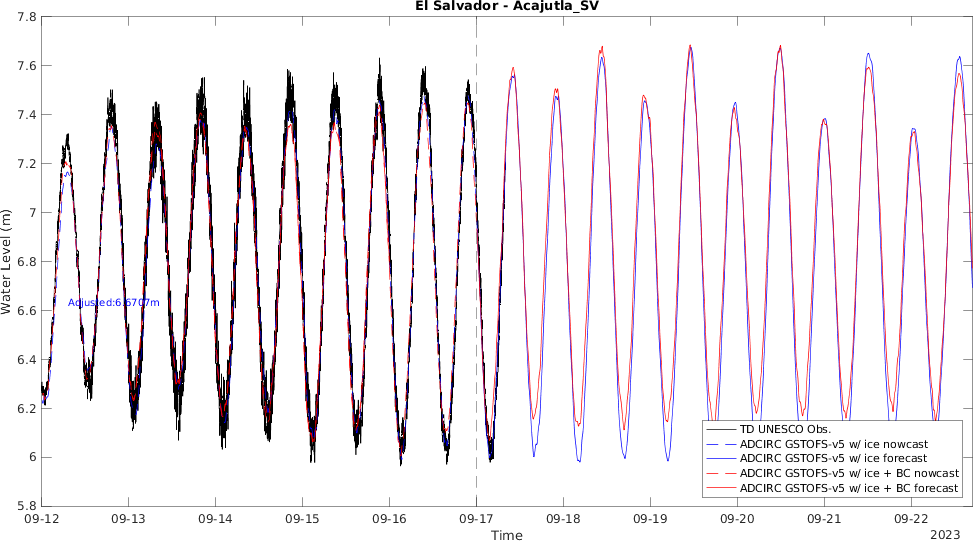 El Salvador - Acajutla_SV
7.8
7.6
7.4
7.2
7
6.8
6.6
6.4
6.2
6
5.8
Water Level (m)
Adjusted:6.6707m
TD UNESCO Obs.
ADCIRC GSTOFS-v5 w/ ice nowcast
ADCIRC GSTOFS-v5 w/ ice forecast
ADCIRC GSTOFS-v5 w/ ice + BC nowcast
ADCIRC GSTOFS-v5 w/ ice + BC forecast
09-12 09-13 09-14 09-15 09-16 09-17 09-18 09-19 09-20 09-21 09-22
Time
2023